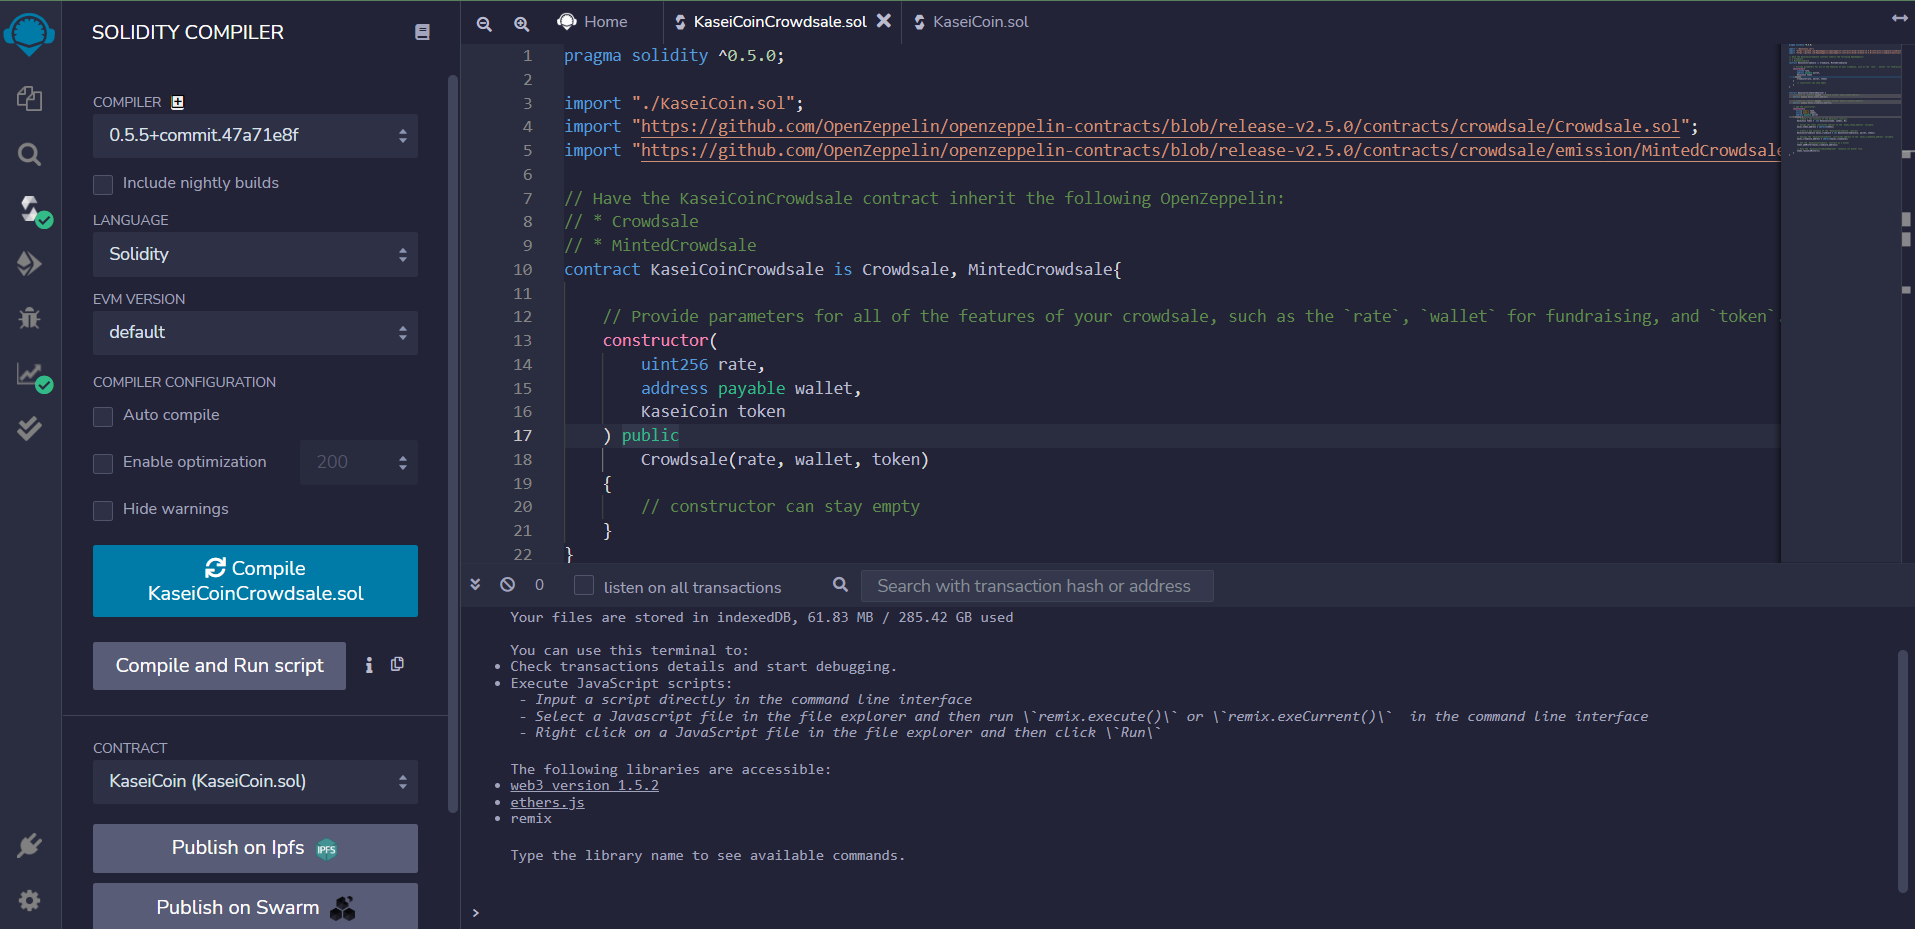 SOLIDITY COMPILER
COMPILER
0.5.5+commit.47a71e8f
Include nightly builds
LANGUAGE
Solidity
EVM VERSION
default
COMPILER CONFIGURATION
Auto compile
Enable optimization
200
Hide warnings
Compile
KaseiCoinCrowdsale.sol
Compile and Run script
CONTRACT
KaseiCoin (KaseiCoin.sol)
Publish on Ipfs
IPFS
Publish on Swarm
Home
KaseiCoinCrowdsale.sol
KaseiCoin.sol
1 pragma solidity ^0.5.0;
2
3 import "./KaseiCoin.sol";
4 import "https://github.com/OpenZeppelin/openzeppelin-contracts/blob/release-v2.5.0/contracts/crowdsale/Crowdsale.sol";
5 import "https://github.com/OpenZeppelin/openzeppelin-contracts/blob/release-v2.5.0/contracts/crowdsale/emission/MintedCrowdsale
6
7 // Have the KaseiCoinCrowdsale contract inherit the following OpenZeppelin:
8 // * Crowdsale
9 // * MintedCrowdsale
10 contract KaseiCoinCrowdsale is Crowdsale, MintedCrowdsale{
11
12 // Provide parameters for all of the features of your crowdsale, such as the `rate`, `wallet` for fundraising, and `token`.
13 constructor(
14 uint256 rate,
15 address payable wallet,
16 KaseiCoin token
17 ) public
18 Crowdsale(rate, wallet, token)
19 {
20 // constructor can stay empty
21 }
22 }
0
listen on all transactions
Search with transaction hash or address
Your files are stored in indexedDB, 61.83 MB / 285.42 GB used
You can use this terminal to:
• Check transactions details and start debugging.
• Execute JavaScript scripts:
- Input a script directly in the command line interface
- Select a Javascript file in the file explorer and then run \`remix.execute()\` or \`remix.exeCurrent()\` in the command line interface
- Right click on a JavaScript file in the file explorer and then click \`Run\`
The following libraries are accessible:
• web3 version 1.5.2
• ethers.js
• remix
Type the library name to see available commands.
>